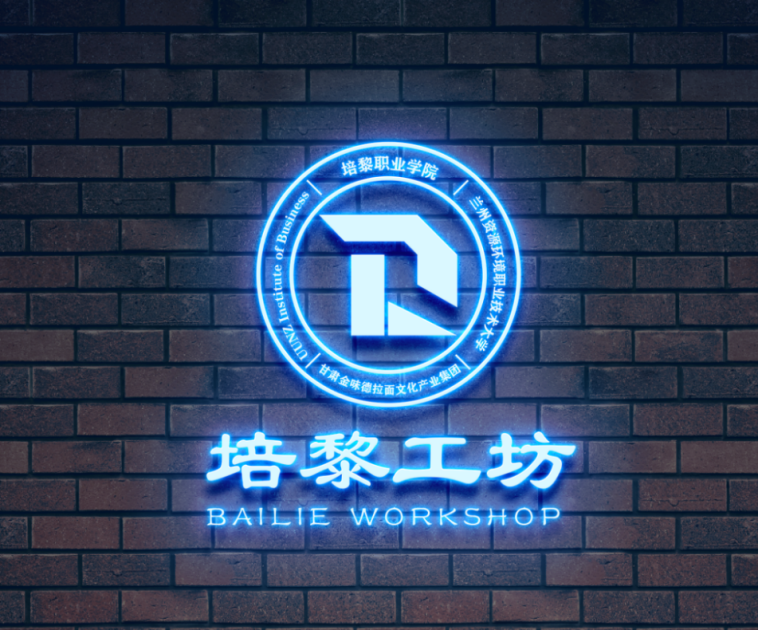 培黎职业学院
兰州资源环境职业技术大学
甘肃金味德拉面文化产业集团
UUNZ Institute of Business
培黎工坊
BAILIE WORKSHOP